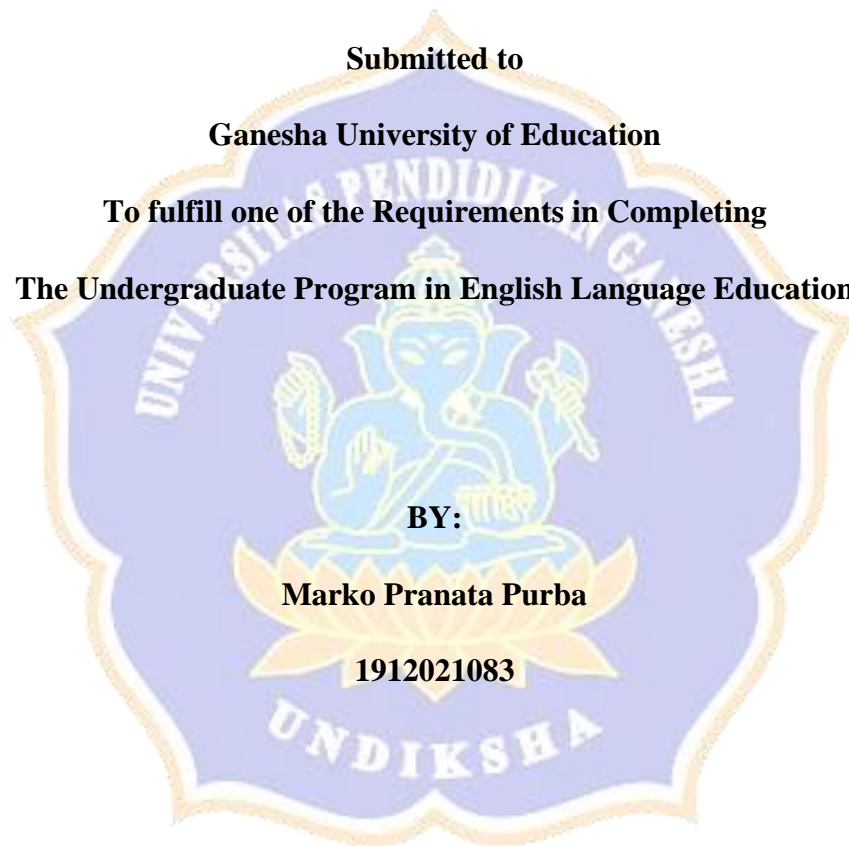 Submitted to
Ganesha University of Education
UNIVERSITAS PENDIDIKAN GANESHA
To fulfill one of the Requirements in Completing
The Undergraduate Program in English Language Education
BY:
Marko Pranata Purba
1912021083
UNDIKSHA